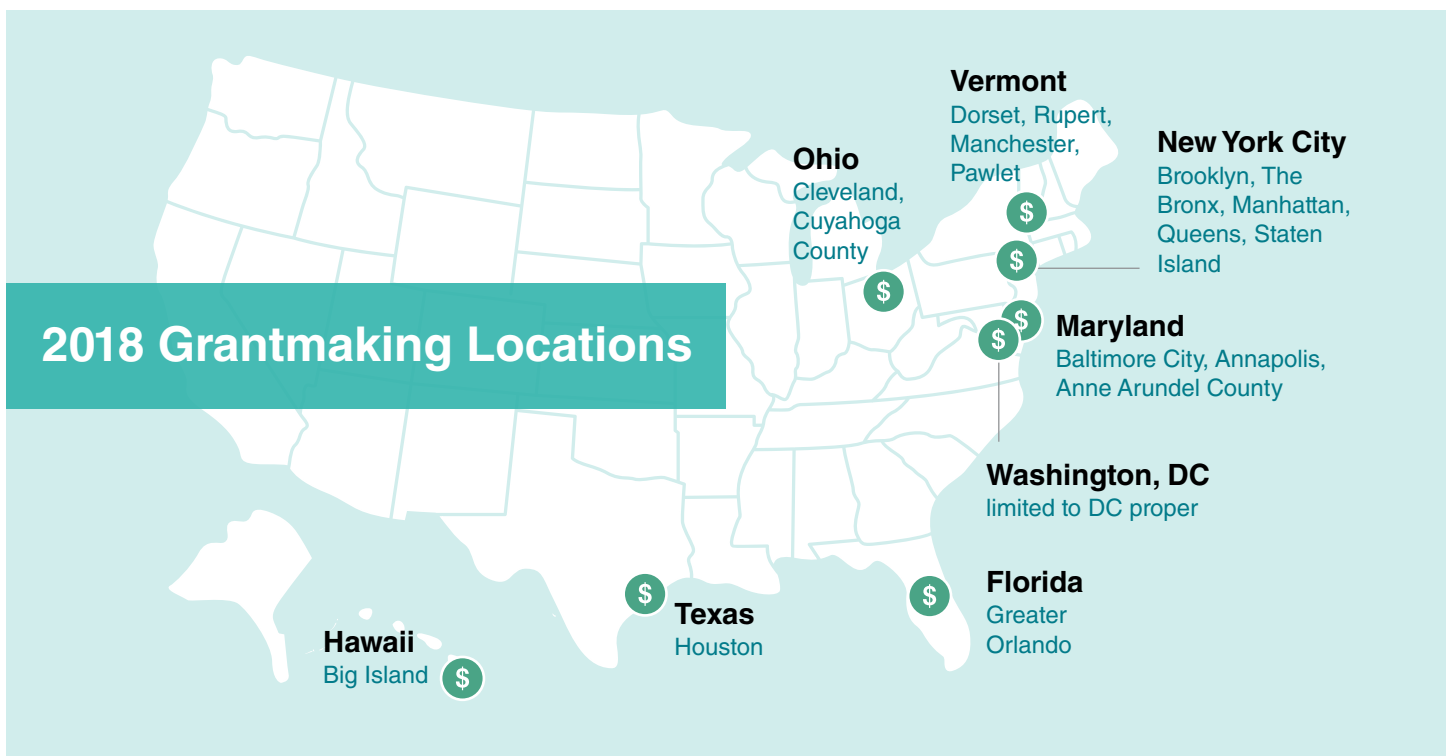 2018 Grantmaking Locations
Vermont
Dorset, Rupert,
Manchester,
Pawlet
$
New York City
Brooklyn, The
Bronx, Manhattan,
Queens, Staten
Island
$
Ohio
Cleveland,
Cuyahoga
County
$
Maryland
Baltimore City, Annapolis,
Anne Arundel County
$
$
Washington, DC
limited to DC proper
Florida
Greater
Orlando
$
Texas
Houston
$
Hawaii
Big Island
$